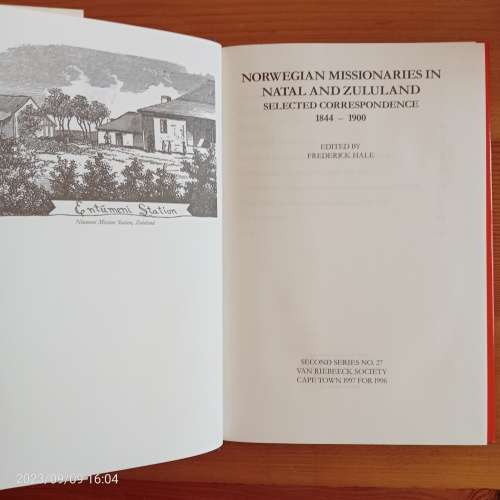 Entümeni Station
Ntumeni Mission Station, Zululand
NORWEGIAN MISSIONARIES IN
NATAL AND ZULULAND
SELECTED CORRESPONDENCE
1844 – 1900
EDITED BY
FREDERICK HALE
SECOND SERIES NO. 27
VAN RIEBEECK SOCIETY
CAPE TOWN 1997 FOR 1996
2023/09/09 16:04